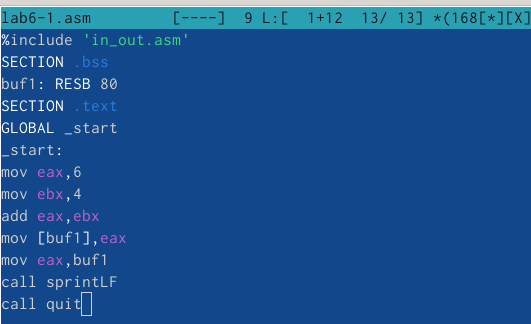 lab6-1.asm [----] 9 L:[ 1+12 13/ 13] *(168[*][X]
%include 'in_out.asm'
SECTION .bss
buf1: RESB 80
SECTION .text
GLOBAL _start
_start:
mov eax,6
mov ebx,4
add eax,ebx
mov [buf1],eax
mov eax,buf1
call sprintLF
call quit